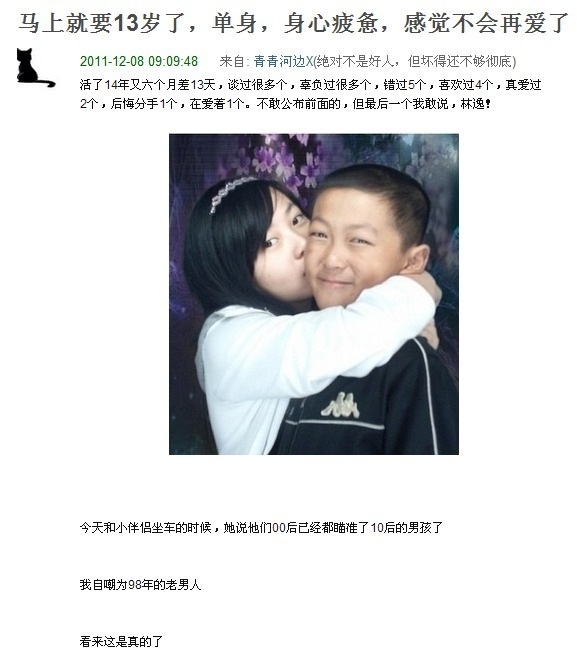 马上就要13岁了，单身，身心疲惫，感觉不会再爱了
2011-12-08 09:09:48 来自: 青青河边X(绝对不是好人，但坏得还不够彻底)
活了14年又六个月差13天，谈过很多个，辜负过很多个，错过5个，喜欢过4个，真爱过
2个，后悔分手1个，在爱着1个。不敢公布前面的，但最后一个我敢说，林逸！
今天和小伴侣坐车的时候，她说他们00后已经都瞄准了10后的男孩了
我自嘲为98年的老男人
看来这是真的了